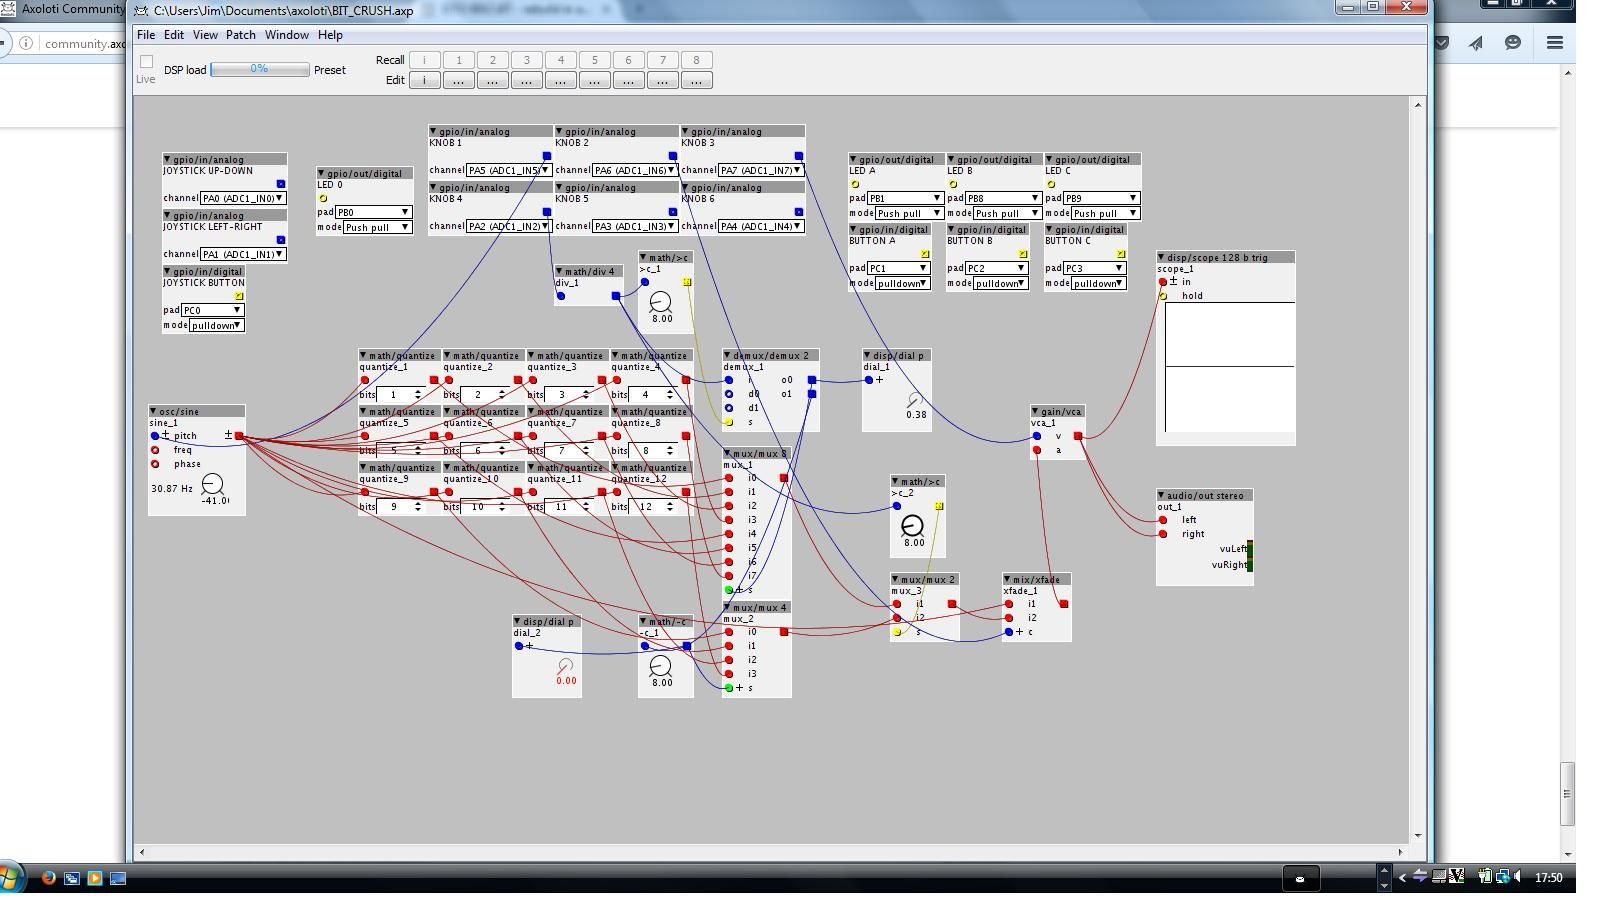 Axoloti Community
C:\Users\Jim\Documents\axoloti\BIT_CRUSH.axp
community.axo
File Edit View Patch Window Help
Live
DSP load 0% Preset
Recall i 1 2 3 4 5 6 7 8
Edit i ... ... ... ... ... ... ... ...
gpio/in/analog
JOYSTICK UP-DOWN
channel PA0 (ADC1_IN0)
gpio/in/analog
JOYSTICK LEFT-RIGHT
channel PA1 (ADC1_IN1)
gpio/in/digital
JOYSTICK BUTTON
pad PC0
mode pulldown
gpio/out/digital
LED 0
pad PB0
mode Push pull
gpio/in/analog
KNOB 1
channel PA5 (ADC1_IN5)
gpio/in/analog
KNOB 2
channel PA6 (ADC1_IN6)
gpio/in/analog
KNOB 3
channel PA7 (ADC1_IN7)
gpio/in/analog
KNOB 4
channel PA2 (ADC1_IN2)
gpio/in/analog
KNOB 5
channel PA3 (ADC1_IN3)
gpio/in/analog
KNOB 6
channel PA4 (ADC1_IN4)
gpio/out/digital
LED A
pad PB1
mode Push pull
gpio/out/digital
LED B
pad PB8
mode Push pull
gpio/out/digital
LED C
pad PB9
mode Push pull
gpio/in/digital
BUTTON A
pad PC1
mode pulldown
gpio/in/digital
BUTTON B
pad PC2
mode pulldown
gpio/in/digital
BUTTON C
pad PC3
mode pulldown
disp/scope 128 b trig
scope_1
± in
hold
math/div 4
div_1
math/>c
>c_1
8.00
osc/sine
sine_1
± pitch ±
freq
phase
30.87 Hz
-41.0
math/quantize
quantize_1
bits 1
math/quantize
quantize_2
bits 2
math/quantize
quantize_3
bits 3
math/quantize
quantize_4
bits 4
math/quantize
quantize_5
bits 5
math/quantize
quantize_6
bits 6
math/quantize
quantize_7
bits 7
math/quantize
quantize_8
bits 8
math/quantize
quantize_9
bits 9
math/quantize
quantize_10
bits 10
math/quantize
quantize_11
bits 11
math/quantize
quantize_12
bits 12
demux/demux 2
demux_1
i o0
d0 o1
d1
s
disp/dial p
dial_1
+
0.38
mux/mux 8
mux_1
i0
i1
i2
i3
i4
i5
i6
i7
+ s
mux/mux 4
mux_2
i0
i1
i2
i3
+ s
disp/dial p
dial_2
+
0.00
math/-c
-c_1
8.00
math/>c
>c_2
8.00
mux/mux 2
mux_3
i1
i2
s
mix/xfade
xfade_1
i1
i2
+ c
gain/vca
vca_1
v
a
audio/out stereo
out_1
left
right
vuLeft
vuRight
17:50